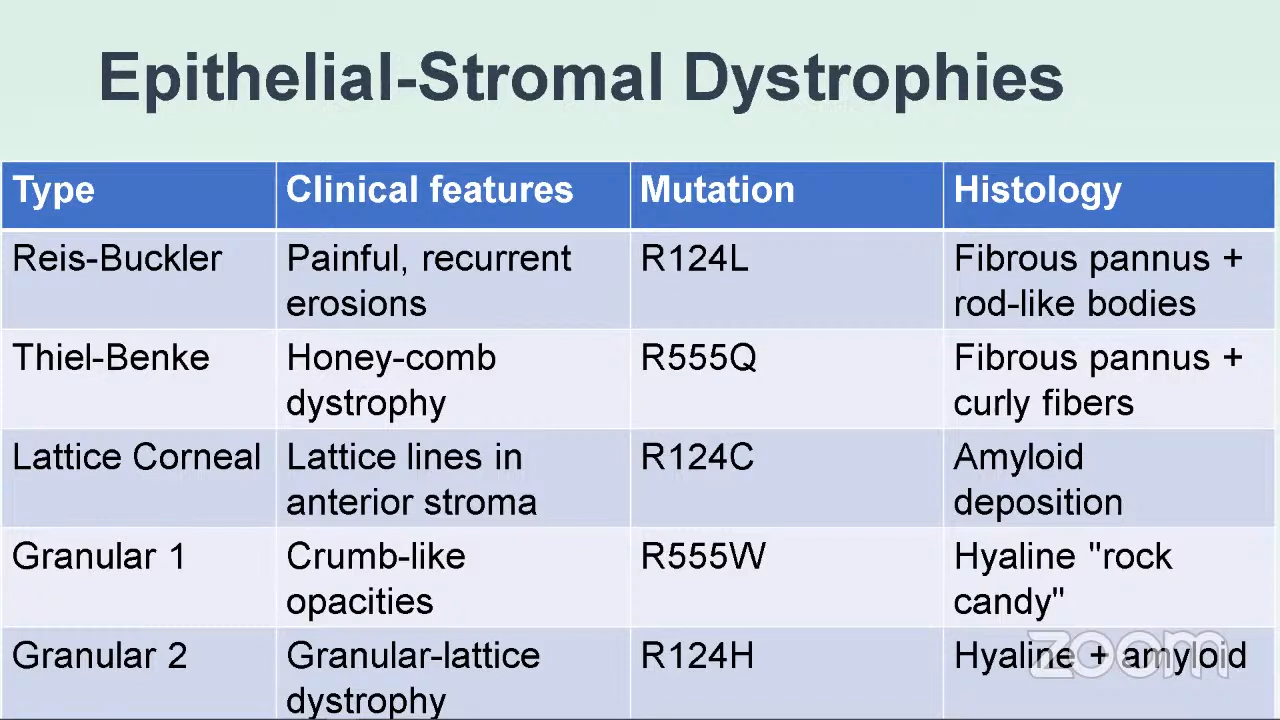 Epithelial-Stromal Dystrophies
Type
Clinical features
Mutation
Histology
Reis-Buckler
Painful, recurrent
erosions
R124L
Fibrous pannus +
rod-like bodies
Thiel-Benke
Honey-comb
dystrophy
R555Q
Fibrous pannus +
curly fibers
Lattice Corneal
Lattice lines in
anterior stroma
R124C
Amyloid
deposition
Granular 1
Crumb-like
opacities
R555W
Hyaline "rock
candy"
Granular 2
Granular-lattice
dystrophy
R124H
Hyaline + amyloid
zoom